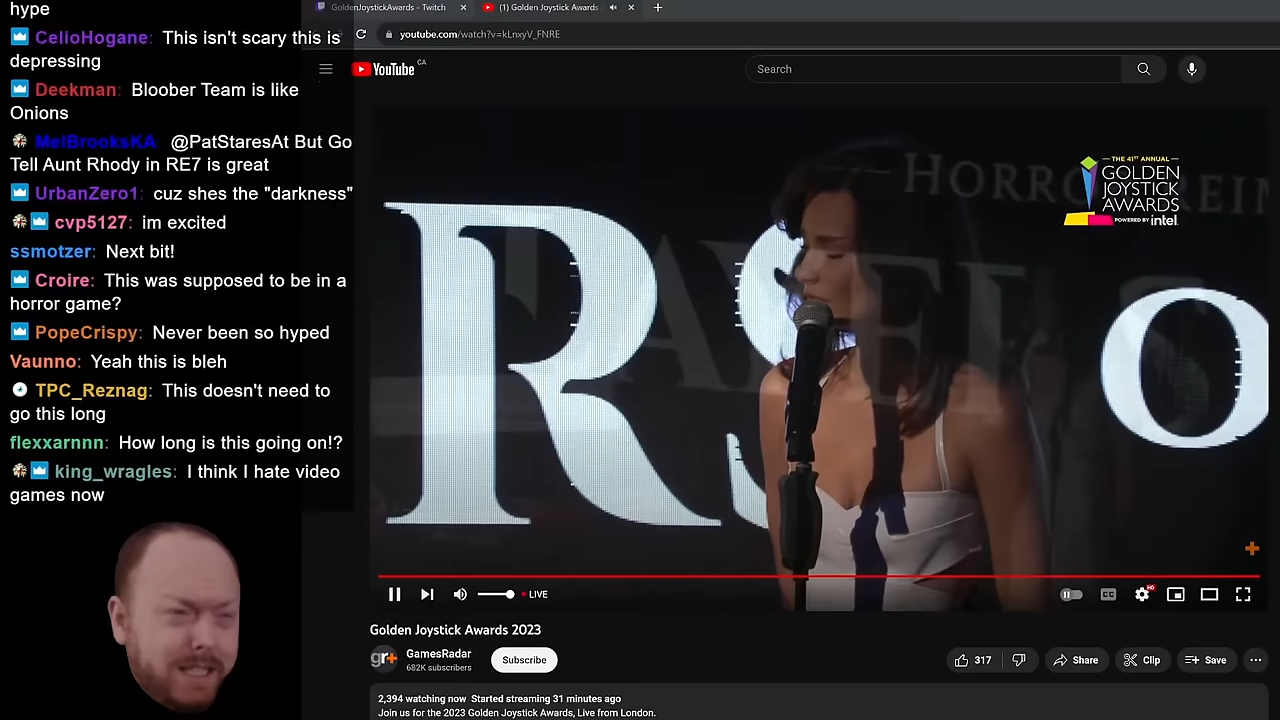 hype
CelioHogane: This isn't scary this is
depressing
Deekman: Bloober Team is like
Onions
MelBrooksKA: @PatStaresAt But Go
Tell Aunt Rhody in RE7 is great
UrbanZero1: cuz shes the "darkness"
cvp5127: im excited
ssmotzer: Next bit!
Croire: This was supposed to be in a
horror game?
PopeCrispy: Never been so hyped
Vaunno: Yeah this is bleh
TPC_Reznag: This doesn't need to
go this long
flexxarnnn: How long is this going on!?
king_wragles: I think I hate video
games now
GoldenJoystickAwards - Twitch
(1) Golden Joystick Awards
youtube.com/watch?v=kLnxyV_FNRE
YouTube CA
Search
THE 41ST ANNUAL
GOLDEN
JOYSTICK
AWARDS
POWERED BY intel.
R
O
LIVE
CC
HD
Golden Joystick Awards 2023
gr+
GamesRadar
682K subscribers
Subscribe
317
Share
Clip
Save
2,394 watching now Started streaming 31 minutes ago
Join us for the 2023 Golden Joystick Awards, Live from London.